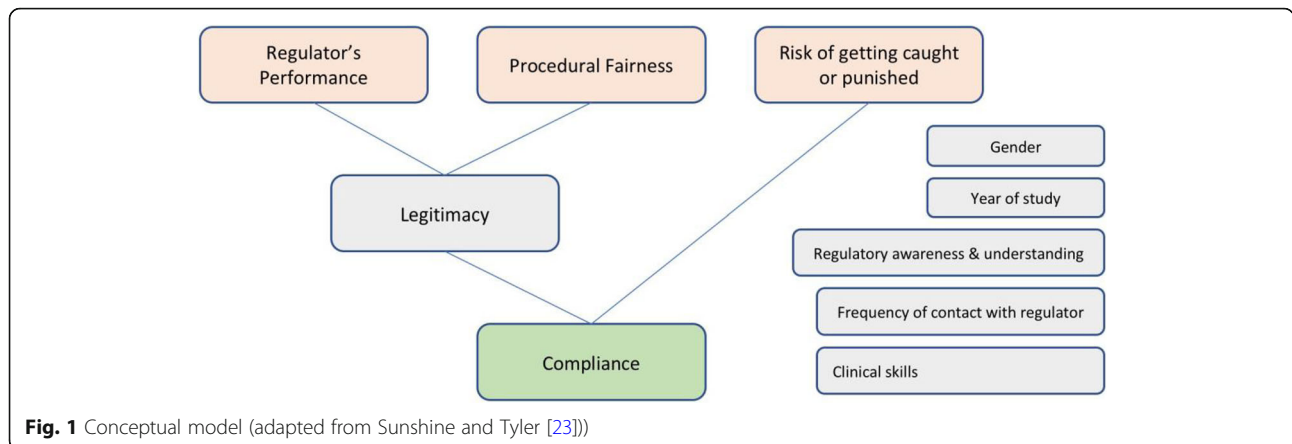 Regulator's
Performance
Procedural Fairness
Risk of getting caught
or punished
Gender
Year of study
Legitimacy
Regulatory awareness & understanding
Frequency of contact with regulator
Compliance
Clinical skills
Fig. 1 Conceptual model (adapted from Sunshine and Tyler [23]))